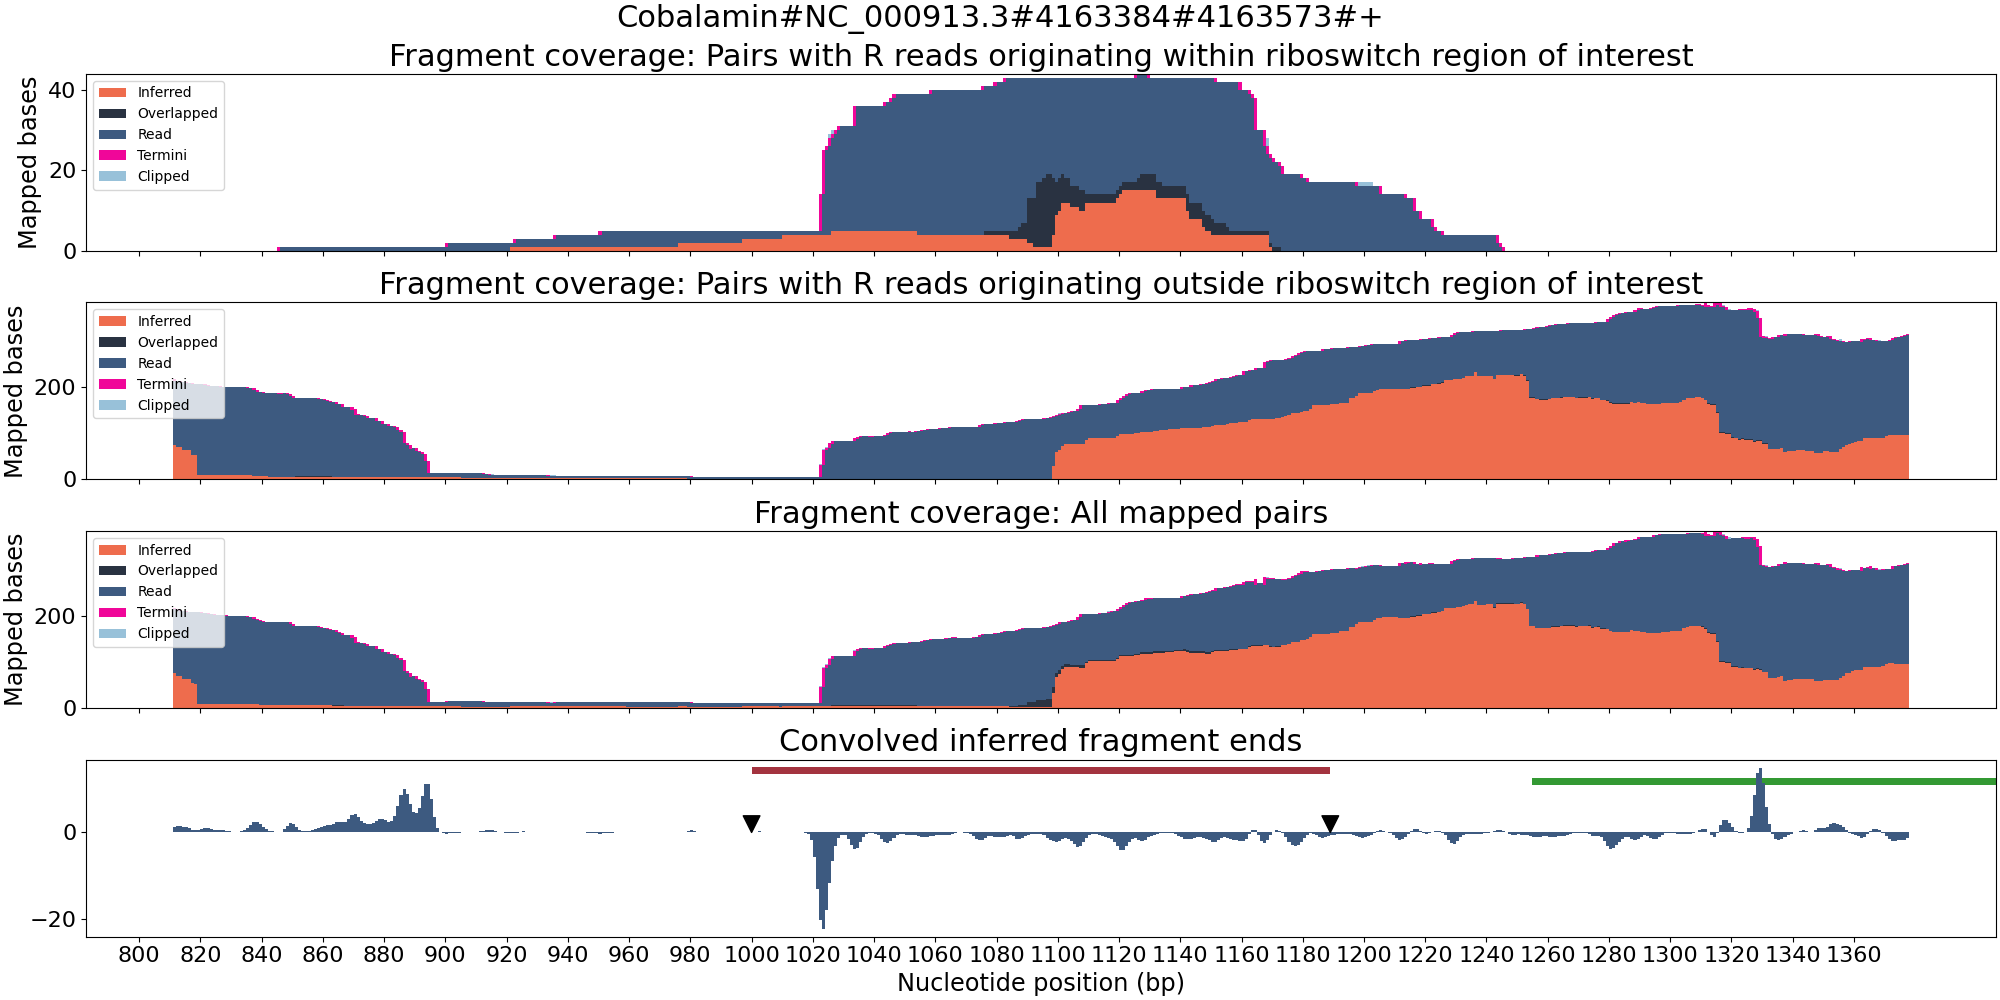 Cobalamin#NC_000913.3#4163384#4163573#+
Fragment coverage: Pairs with R reads originating within riboswitch region of interest
Mapped bases
40
20
0
Inferred
Overlapped
Read
Termini
Clipped
Fragment coverage: Pairs with R reads originating outside riboswitch region of interest
Mapped bases
200
0
Inferred
Overlapped
Read
Termini
Clipped
Fragment coverage: All mapped pairs
Mapped bases
200
0
Inferred
Overlapped
Read
Termini
Clipped
Convolved inferred fragment ends
0
−20
800 820 840 860 880 900 920 940 960 980 1000 1020 1040 1060 1080 1100 1120 1140 1160 1180 1200 1220 1240 1260 1280 1300 1320 1340 1360
Nucleotide position (bp)